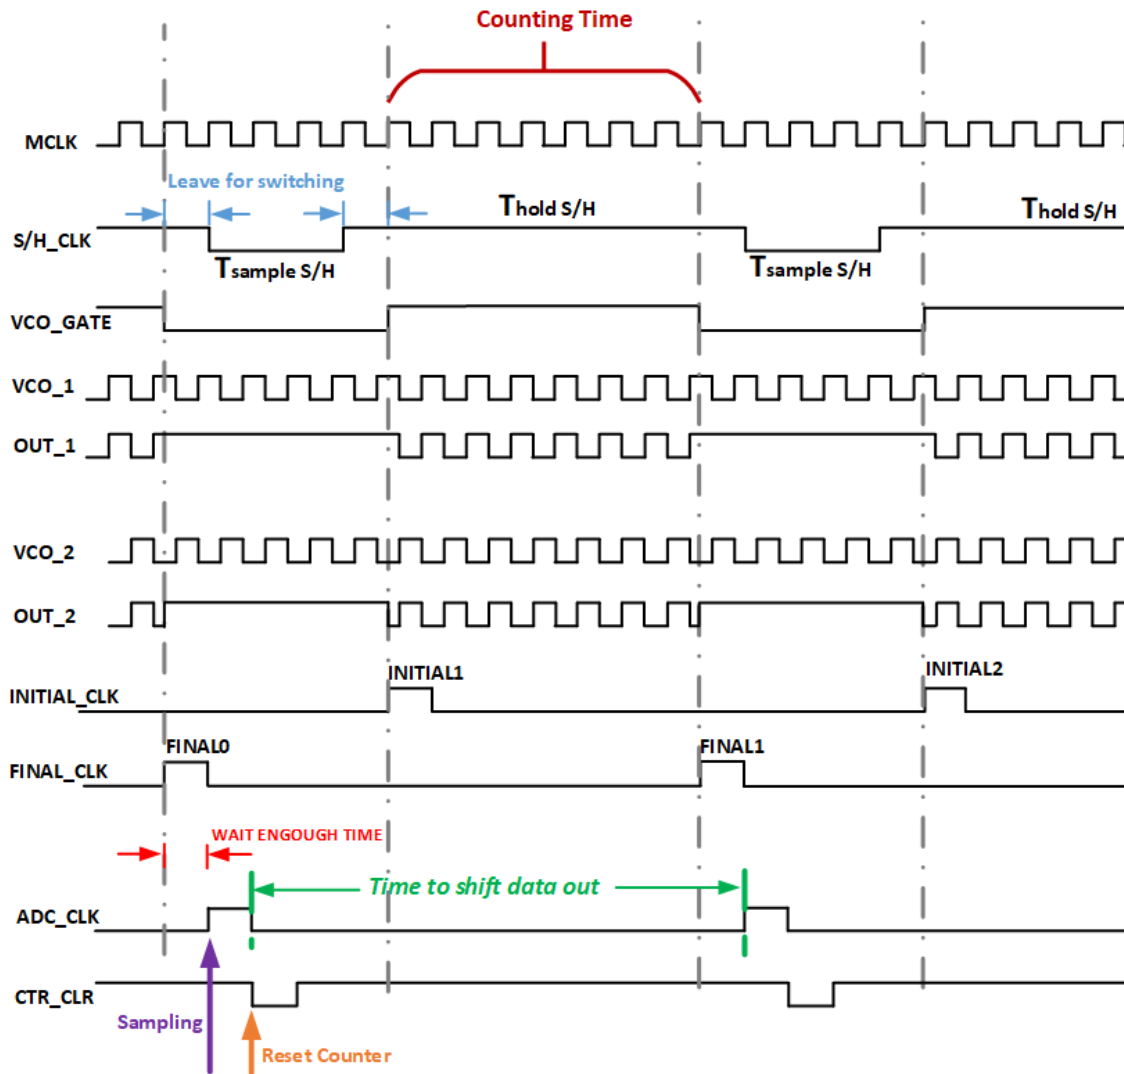 Counting Time
MCLK
Leave for switching
Thold S/H
Thold S/H
S/H_CLK
Tsample S/H
Tsample S/H
VCO_GATE
VCO_1
OUT_1
VCO_2
OUT_2
INITIAL1
INITIAL2
INITIAL_CLK
FINAL0
FINAL1
FINAL_CLK
WAIT ENGOUGH TIME
Time to shift data out
ADC_CLK
CTR_CLR
Sampling
Reset Counter